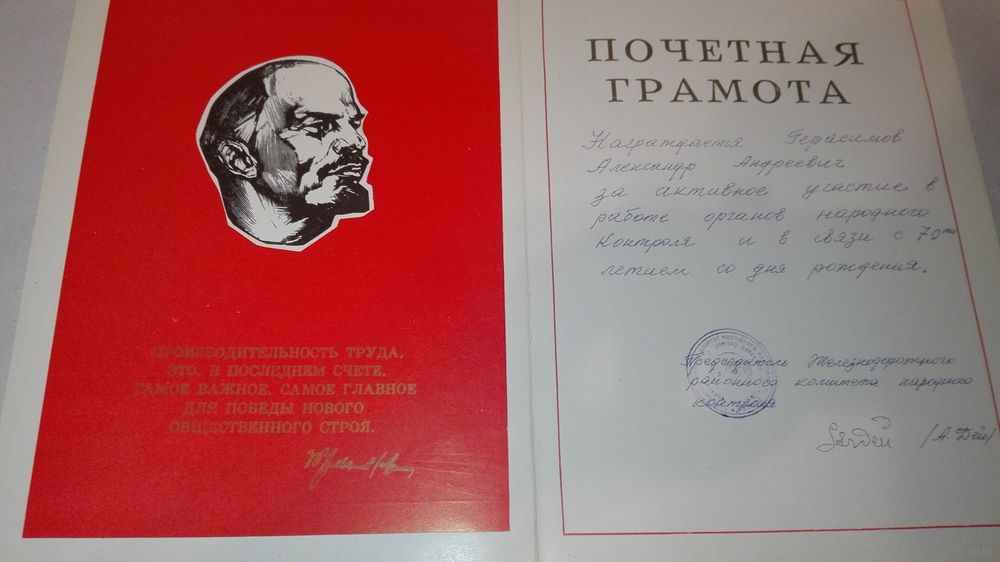 ПРОИЗВОДИТЕЛЬНОСТЬ ТРУДА,
ЭТО, В ПОСЛЕДНЕМ СЧЕТЕ,
САМОЕ ВАЖНОЕ, САМОЕ ГЛАВНОЕ
ДЛЯ ПОБЕДЫ НОВОГО
ОБЩЕСТВЕННОГО СТРОЯ.
ПОЧЕТНАЯ
ГРАМОТА
Награждается Герасимов
Александр Андреевич
за активное участие в
работе органов народного
контроля и в связи с 70ти
летием со дня рождения.
Председатель Железнодорожного
районного комитета народного
контроля
/А. Дей/